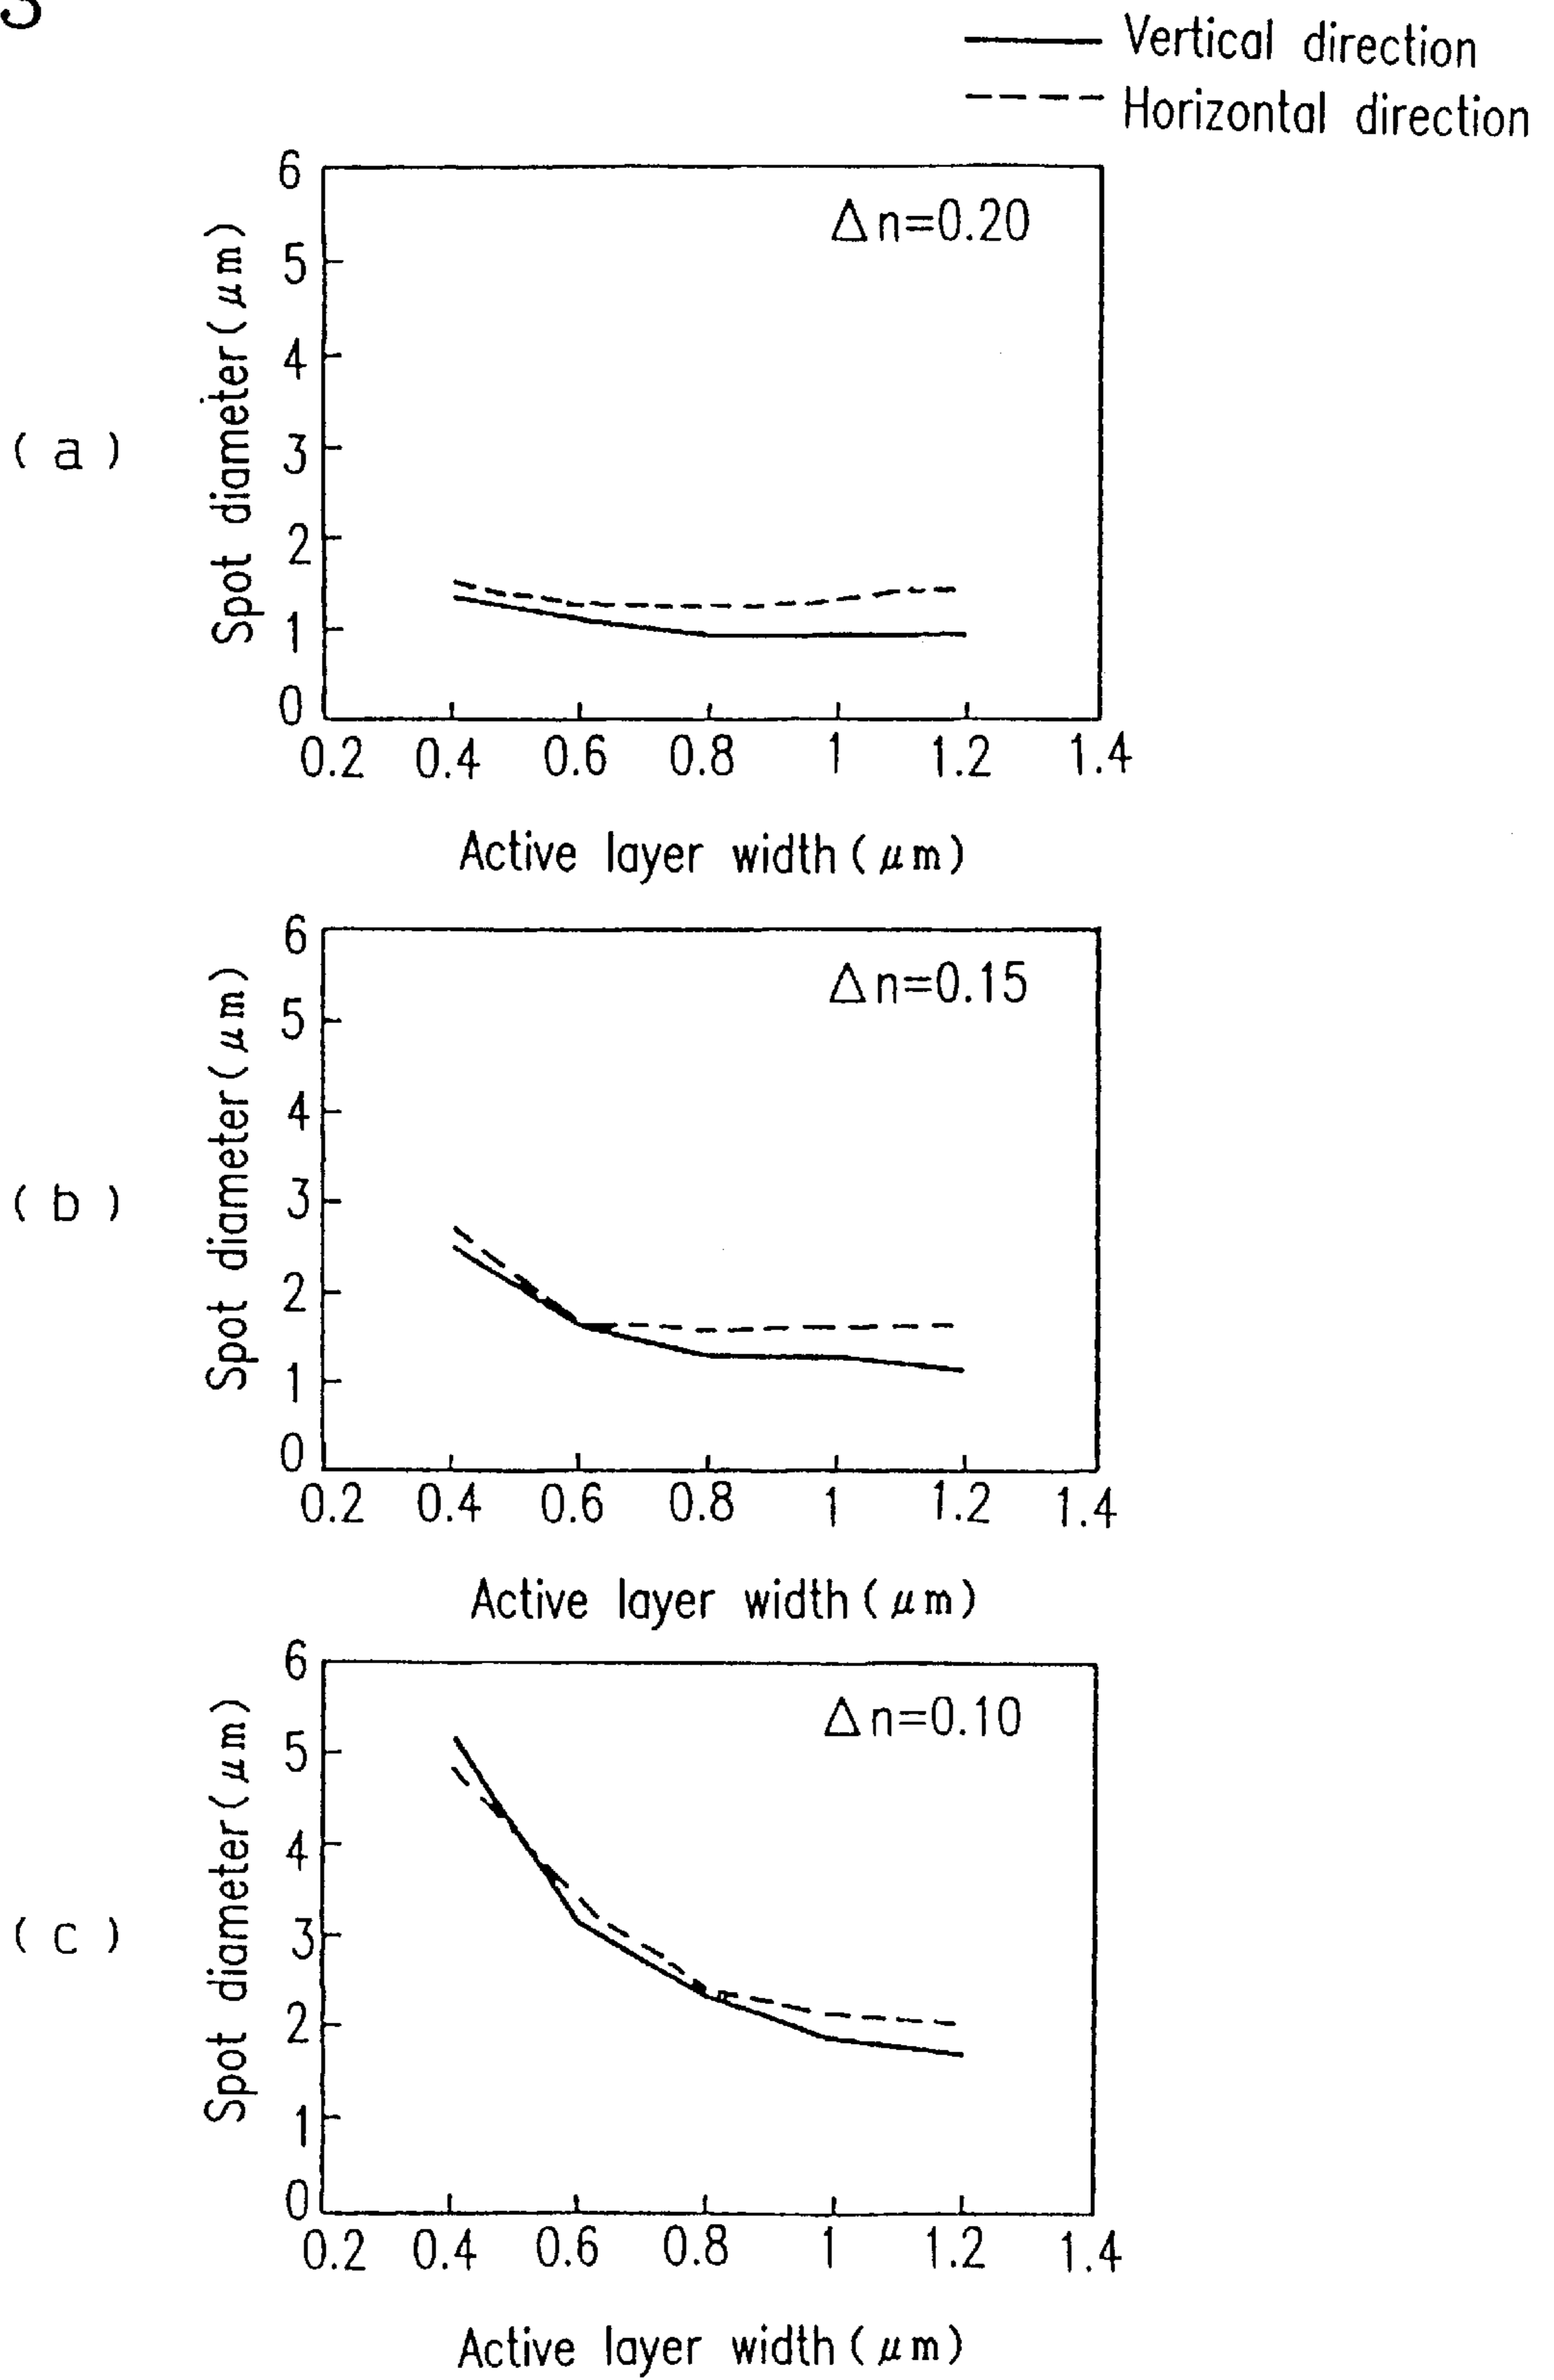 3
Vertical direction
Horizontal direction
(a)
Spot diameter(μm)
6
5
4
3
2
1
0
Δn=0.20
0.2 0.4 0.6 0.8 1 1.2 1.4
Active layer width(μm)
(b)
Spot diameter(μm)
6
5
4
3
2
1
0
Δn=0.15
0.2 0.4 0.6 0.8 1 1.2 1.4
Active layer width(μm)
(c)
Spot diameter(μm)
6
5
4
3
2
1
0
Δn=0.10
0.2 0.4 0.6 0.8 1 1.2 1.4
Active layer width(μm)